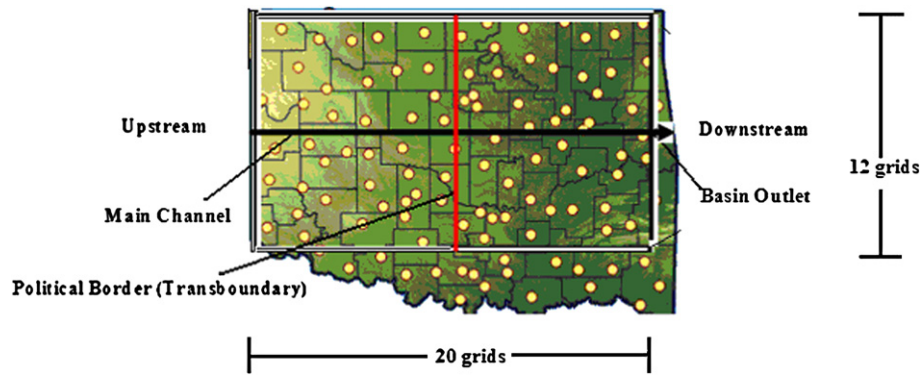 Upstream
Downstream
12 grids
Basin Outlet
Main Channel
Political Border (Transboundary)
20 grids